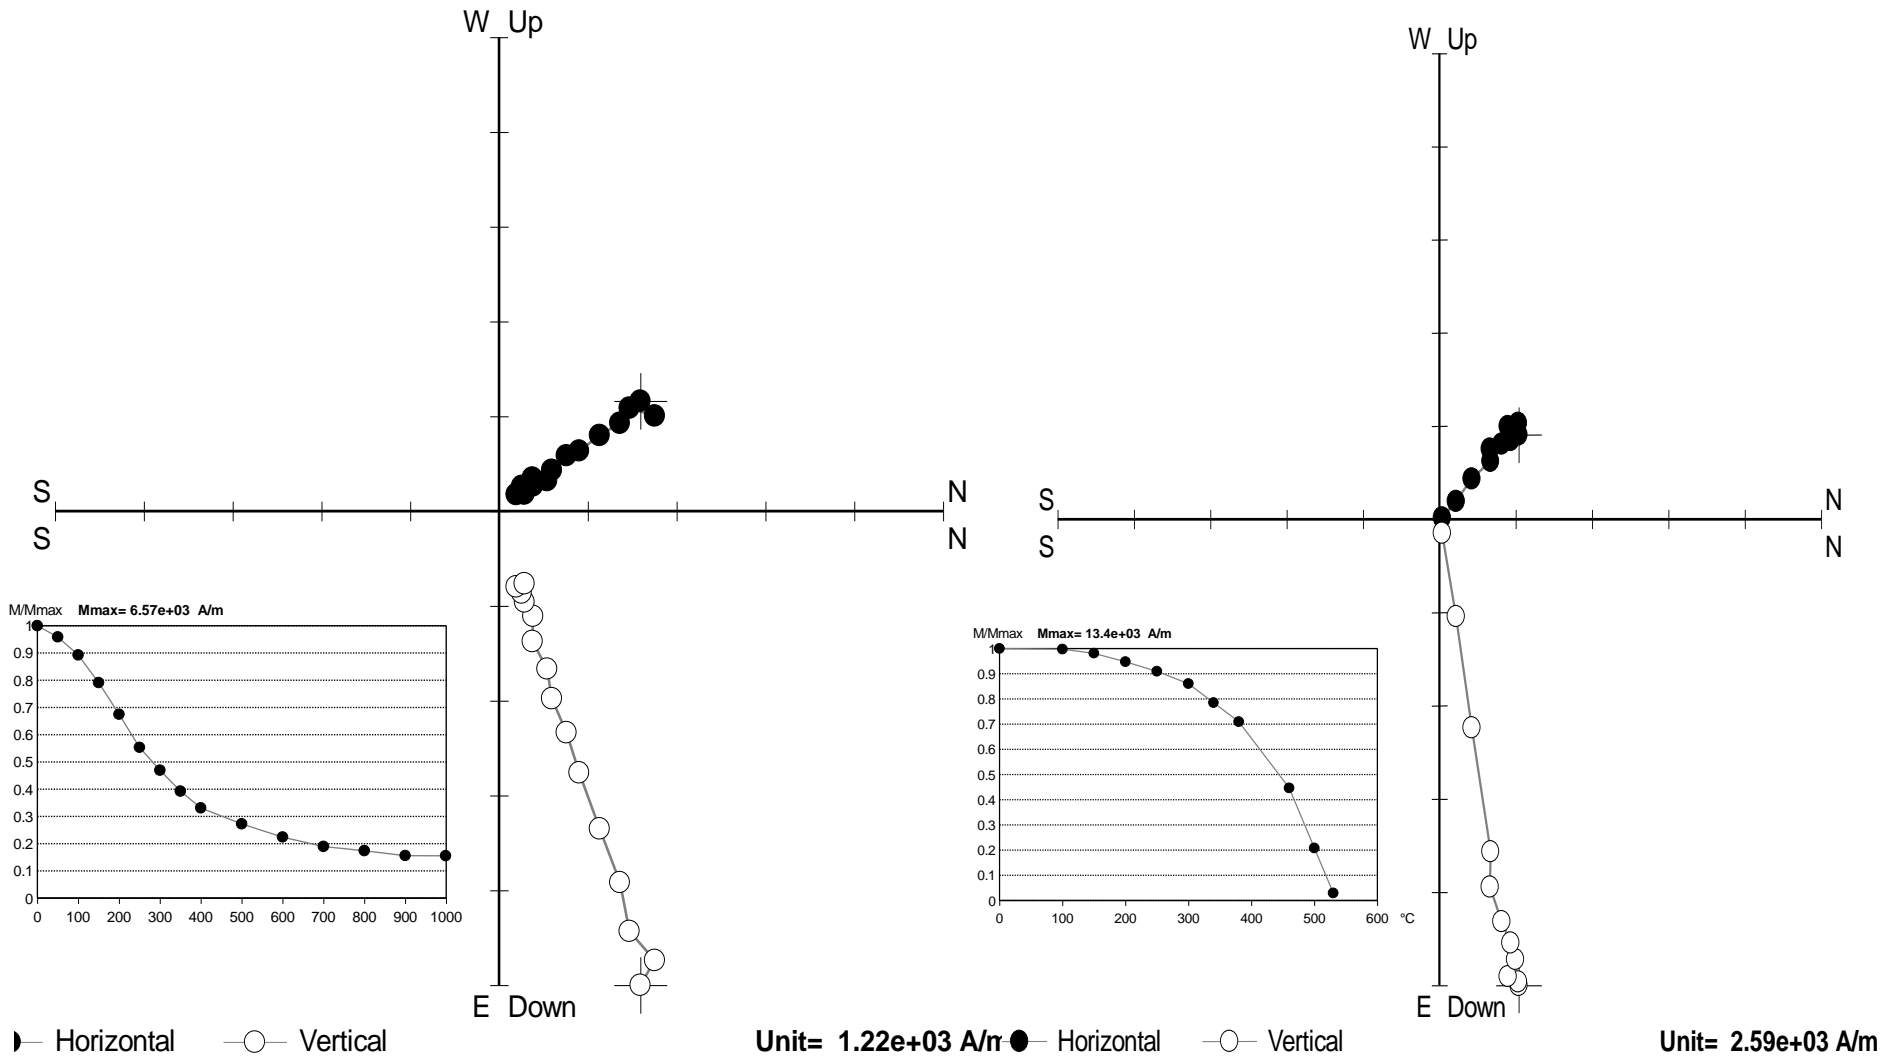 W Up
S N
S N
M/Mmax Mmax= 6.57e+03 A/m
1
0.9
0.8
0.7
0.6
0.5
0.4
0.3
0.2
0.1
0
0 100 200 300 400 500 600 700 800 900 1000
E Down
Horizontal Vertical Unit= 1.22e+03 A/m
W Up
S N
S N
M/Mmax Mmax= 13.4e+03 A/m
1
0.9
0.8
0.7
0.6
0.5
0.4
0.3
0.2
0.1
0
0 100 200 300 400 500 600 °C
E Down
Horizontal Vertical Unit= 2.59e+03 A/m